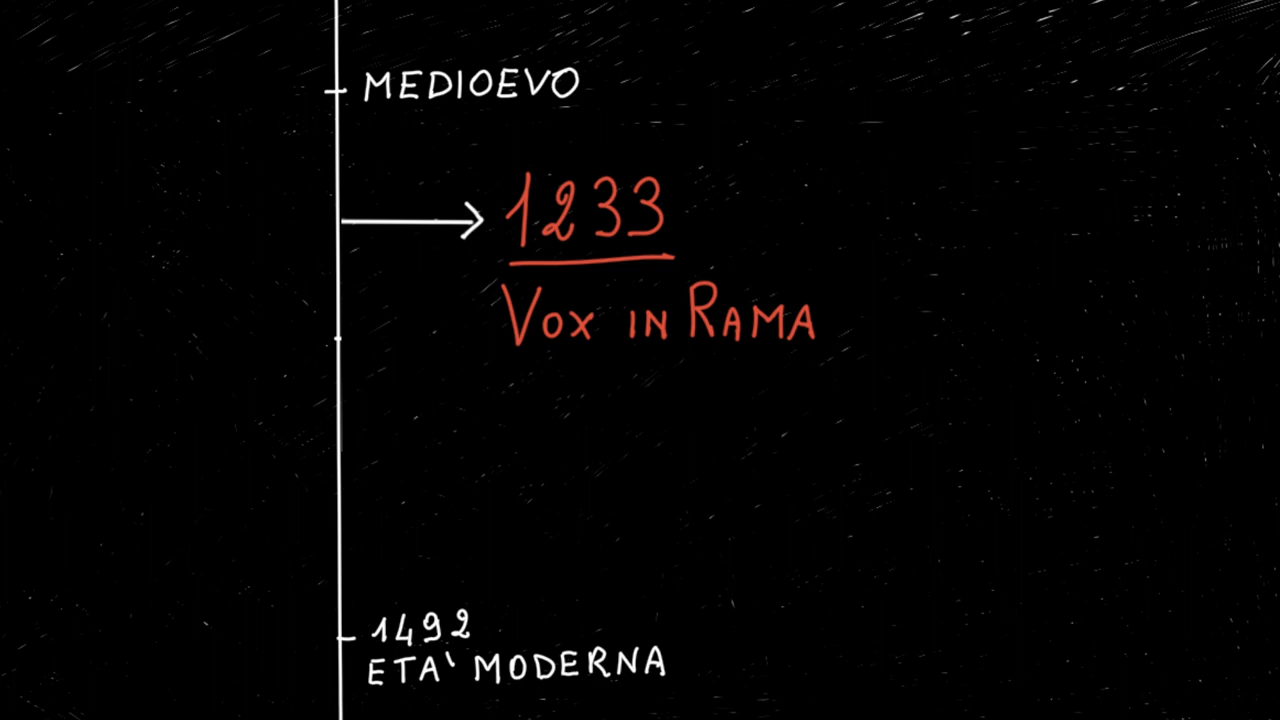 MEDIOEVO
1233
VOX IN RAMA
1492
ETA' MODERNA